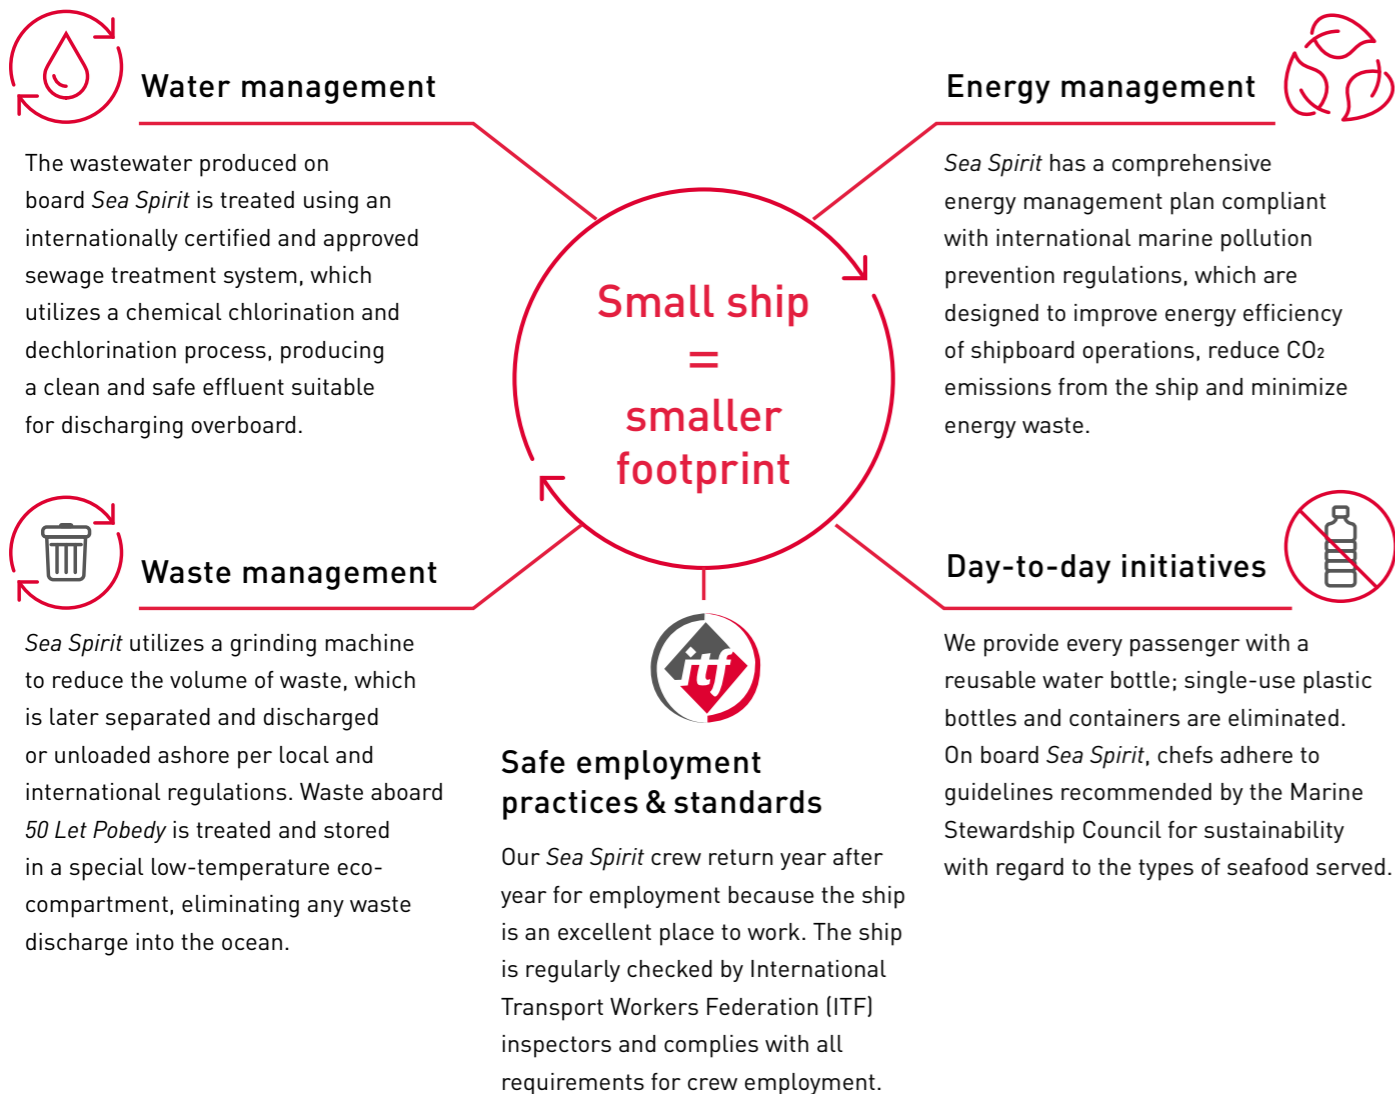 Water management
The wastewater produced on
board Sea Spirit is treated using an
internationally certified and approved
sewage treatment system, which
utilizes a chemical chlorination and
dechlorination process, producing
a clean and safe effluent suitable
for discharging overboard.
Energy management
Sea Spirit has a comprehensive
energy management plan compliant
with international marine pollution
prevention regulations, which are
designed to improve energy efficiency
of shipboard operations, reduce CO₂
emissions from the ship and minimize
energy waste.
Small ship
=
smaller
footprint
Waste management
Sea Spirit utilizes a grinding machine
to reduce the volume of waste, which
is later separated and discharged
or unloaded ashore per local and
international regulations. Waste aboard
50 Let Pobedy is treated and stored
in a special low-temperature eco-
compartment, eliminating any waste
discharge into the ocean.
itf
Safe employment
practices & standards
Our Sea Spirit crew return year after
year for employment because the ship
is an excellent place to work. The ship
is regularly checked by International
Transport Workers Federation (ITF)
inspectors and complies with all
requirements for crew employment.
Day-to-day initiatives
We provide every passenger with a
reusable water bottle; single-use plastic
bottles and containers are eliminated.
On board Sea Spirit, chefs adhere to
guidelines recommended by the Marine
Stewardship Council for sustainability
with regard to the types of seafood served.